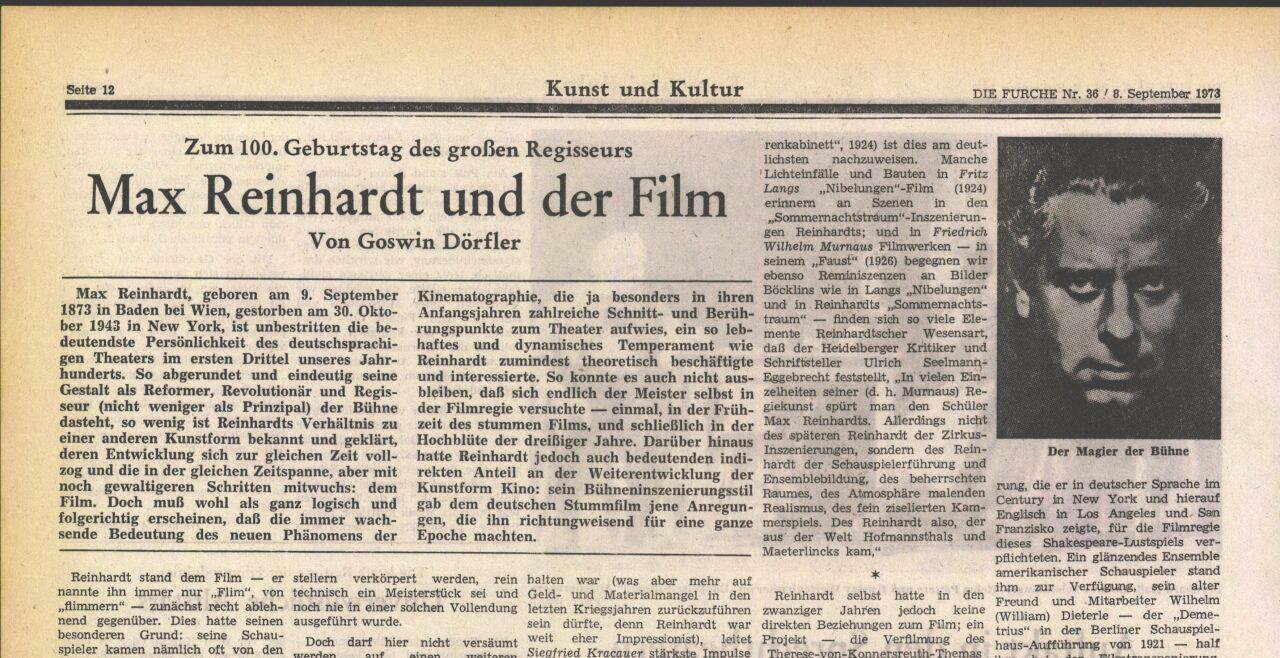 Seite 12
Kunst und Kultur
DIE FURCHE Nr. 36 / 8. September 1973
Zum 100. Geburtstag des großen Regisseurs
Max Reinhardt und der Film
Von Goswin Dörfler
Max Reinhardt, geboren am 9. September
1873 in Baden bei Wien, gestorben am 30. Okto-
ber 1943 in New York, ist unbestritten die be-
deutendste Persönlichkeit des deutschsprachi-
gen Theaters im ersten Drittel unseres Jahr-
hunderts. So abgerundet und eindeutig seine
Gestalt als Reformer, Revolutionär und Regis-
seur (nicht weniger als Prinzipal) der Bühne
dasteht, so wenig ist Reinhardts Verhältnis zu
einer anderen Kunstform bekannt und geklärt,
deren Entwicklung sich zur gleichen Zeit voll-
zog und die in der gleichen Zeitspanne, aber mit
noch gewaltigeren Schritten mitwuchs: dem
Film. Doch muß wohl als ganz logisch und
folgerichtig erscheinen, daß die immer wach-
sende Bedeutung des neuen Phänomens der
Kinematographie, die ja besonders in ihren
Anfangsjahren zahlreiche Schnitt- und Berüh-
rungspunkte zum Theater aufwies, ein so leb-
haftes und dynamisches Temperament wie
Reinhardt zumindest theoretisch beschäftigte
und interessierte. So konnte es auch nicht aus-
bleiben, daß sich endlich der Meister selbst in
der Filmregie versuchte — einmal, in der Früh-
zeit des stummen Films, und schließlich in der
Hochblüte der dreißiger Jahre. Darüber hinaus
hatte Reinhardt jedoch auch bedeutenden indi-
rekten Anteil an der Weiterentwicklung der
Kunstform Kino: sein Bühneninszenierungsstil
gab dem deutschen Stummfilm jene Anregun-
gen, die ihn richtungweisend für eine ganze
Epoche machten.
Reinhardt stand dem Film — er
nannte ihn immer nur „Flim", von
„flimmern" — zunächst recht ableh-
nend gegenüber. Dies hatte seinen
besonderen Grund: seine Schau-
spieler kamen nämlich oft von den
stellern verkörpert werden, rein
technisch ein Meisterstück sei und
noch nie in einer solchen Vollendung
ausgeführt wurde.
Doch darf hier nicht versäumt
werden, auf einen weiteren
halten war (was aber mehr auf
Geld- und Materialmangel in den
letzten Kriegsjahren zurückzuführen
sein dürfte, denn Reinhardt war
weit eher Impressionist), leitet
Siegfried Kracauer stärkste Impulse
renkabinett", 1924) ist dies am deut-
lichsten nachzuweisen. Manche
Lichteinfälle und Bauten in Fritz
Langs „Nibelungen"-Film (1924)
erinnern an Szenen in den
„Sommernachtstraum"-Inszenierun-
gen Reinhardts; und in Friedrich
Wilhelm Murnaus Filmwerken — in
seinem „Faust" (1926) begegnen wir
ebenso Reminiszenzen an Bilder
Böcklins wie in Langs „Nibelungen"
und in Reinhardts „Sommernachts-
traum" — finden sich so viele Ele-
mente Reinhardtscher Wesensart,
daß der Heidelberger Kritiker und
Schriftsteller Ulrich Seelmann-
Eggebrecht feststellt, „In vielen Ein-
zelheiten seiner (d. h. Murnaus) Re-
giekunst spürt man den Schüler
Max Reinhardts. Allerdings nicht
des späteren Reinhardt der Zirkus-
Inszenierungen, sondern des Rein-
hardt der Schauspielerführung und
Ensemblebildung, des beherrschten
Raumes, des Atmosphäre malenden
Realismus, des fein ziselierten Kam-
merspiels. Des Reinhardt also, der
aus der Welt Hofmannsthals und
Maeterlincks kam,"
*
Reinhardt selbst hatte in den
zwanziger Jahren jedoch keine
direkten Beziehungen zum Film; ein
Projekt — die Verfilmung des
Therese-von-Konnersreuth-Themas
Der Magier der Bühne
rung, die er in deutscher Sprache im
Century in New York und hierauf
Englisch in Los Angeles und San
Franzisko zeigte, für die Filmregie
dieses Shakespeare-Lustspiels ver-
pflichteten. Ein glänzendes Ensemble
amerikanischer Schauspieler stand
ihm zur Verfügung, sein alter
Freund und Mitarbeiter Wilhelm
(William) Dieterle — der „Deme-
trius" in der Berliner Schauspiel-
haus-Aufführung von 1921 — half